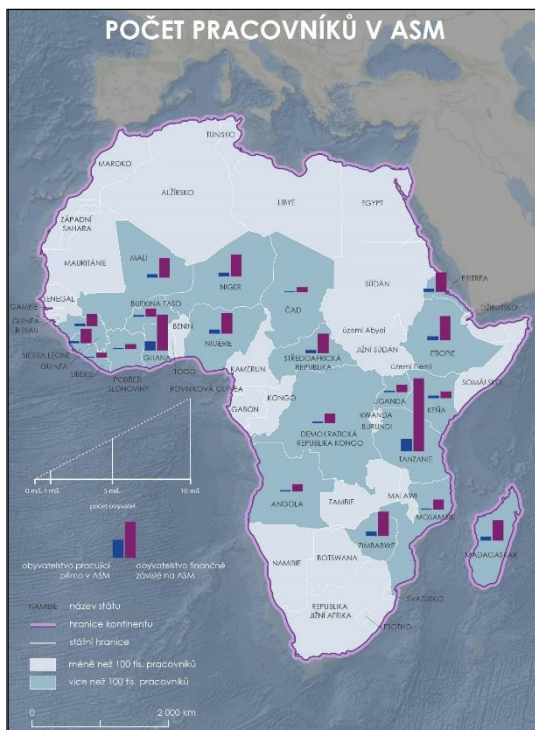 POČET PRACOVNÍKŮ V ASM
TUNISKO
MAROKO
ALŽÍRSKO
LIBYE
EGYPT
ZÁPADNÍ
SAHARA
MAURITÁNIE
MALI
NIGER
ČAD
SÚDÁN
ERITREA
DŽIBUTSKO
SENEGAL
GAMBIE
GUINEA-
BISSAU
BURKINA FASO
SIERRA LEONE
GUINEA
LIBÉRIE
POBŘEŽÍ
SLONOVINY
GHANA
TOGO
BENIN
NIGÉRIE
ROVNÍKOVÁ GUINEA
KAMERUN
STŘEDOAFRICKÁ
REPUBLIKA
území Abyei
JIŽNÍ SÚDÁN
ETIOPIE
území Ilemi
SOMÁLSKO
UGANDA
KEŇA
RWANDA
BURUNDI
KONGO
GABON
DEMOKRATICKÁ
REPUBLIKA KONGO
TANZANIE
ANGOLA
ZAMBIE
MALAWI
MOSAMBIK
ZIMBABWE
MADAGASKAR
NAMIBIE
BOTSWANA
SVAZIJSKO
REPUBLIKA
JIŽNÍ AFRIKA
LESOTHO
0 mil. 1 mil. 5 mil. 10 mil.
počet obyvatel
obyvatelstvo pracující
přímo v ASM
obyvatelstvo finančně
závislé na ASM
NAMIBIE název státu
hranice kontinentu
státní hranice
méně než 100 tis. pracovníků
více než 100 tis. pracovníků
0 2 000 km